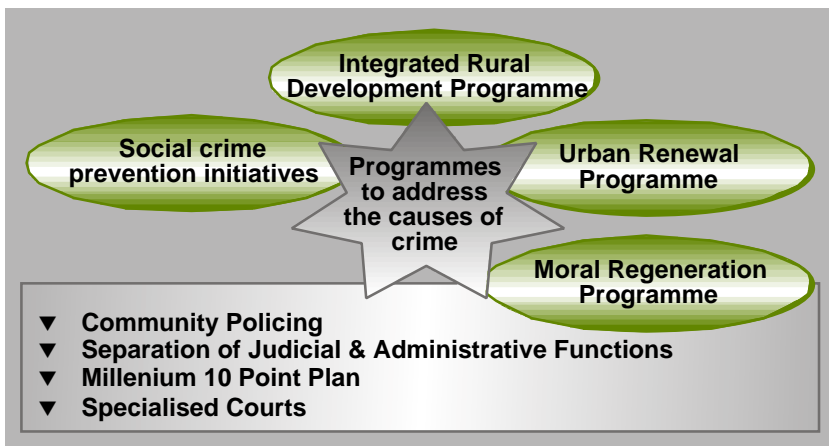 Integrated Rural
Development Programme
Social crime
prevention initiatives
Urban Renewal
Programme
Programmes
to address
the causes of
crime
Moral Regeneration
Programme
▼ Community Policing
▼ Separation of Judicial & Administrative Functions
▼ Millenium 10 Point Plan
▼ Specialised Courts